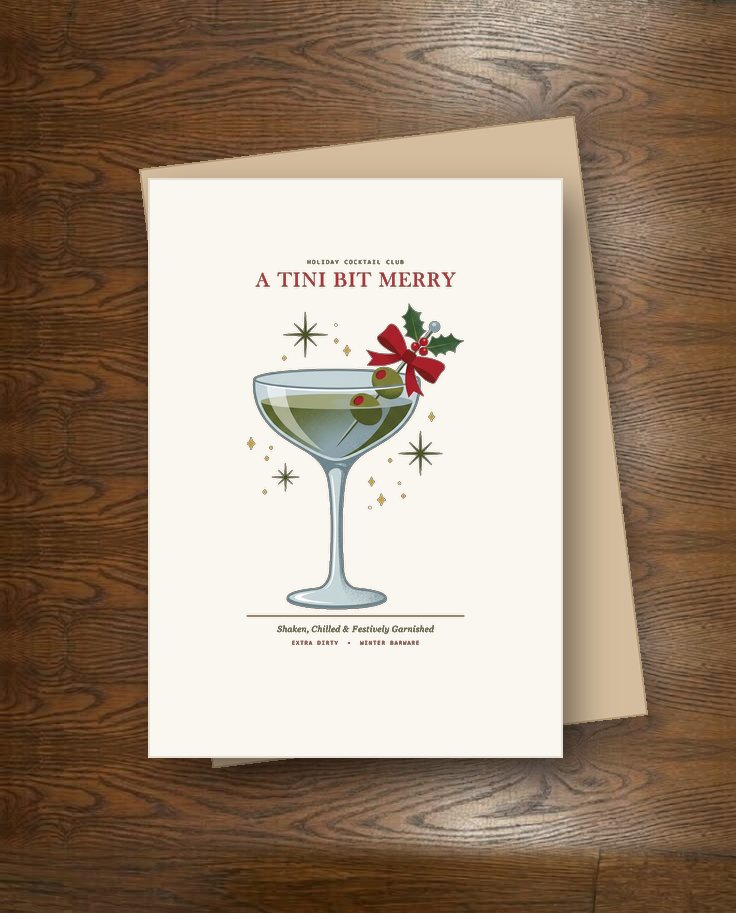 HOLIDAY COCKTAIL CLUB
A TINI BIT MERRY
Shaken, Chilled & Festively Garnished
EXTRA DIRTY • WINTER BARWARE